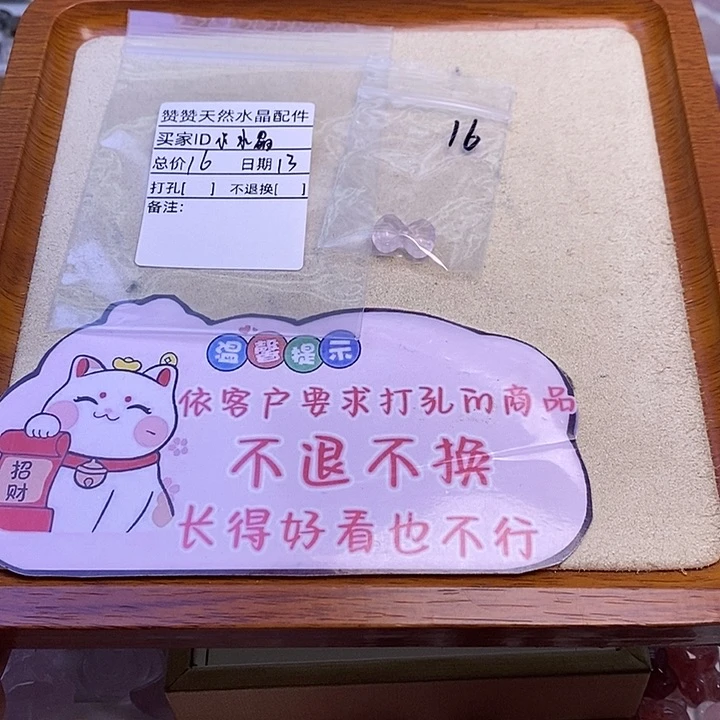 赞赞天然水晶配件
买家ID 水晶
总价16 日期13
打孔[ ] 不退换[ ]
备注：
16
温馨提示
依客户要求打孔的商品
不退不换
长得好看也不行
招
财